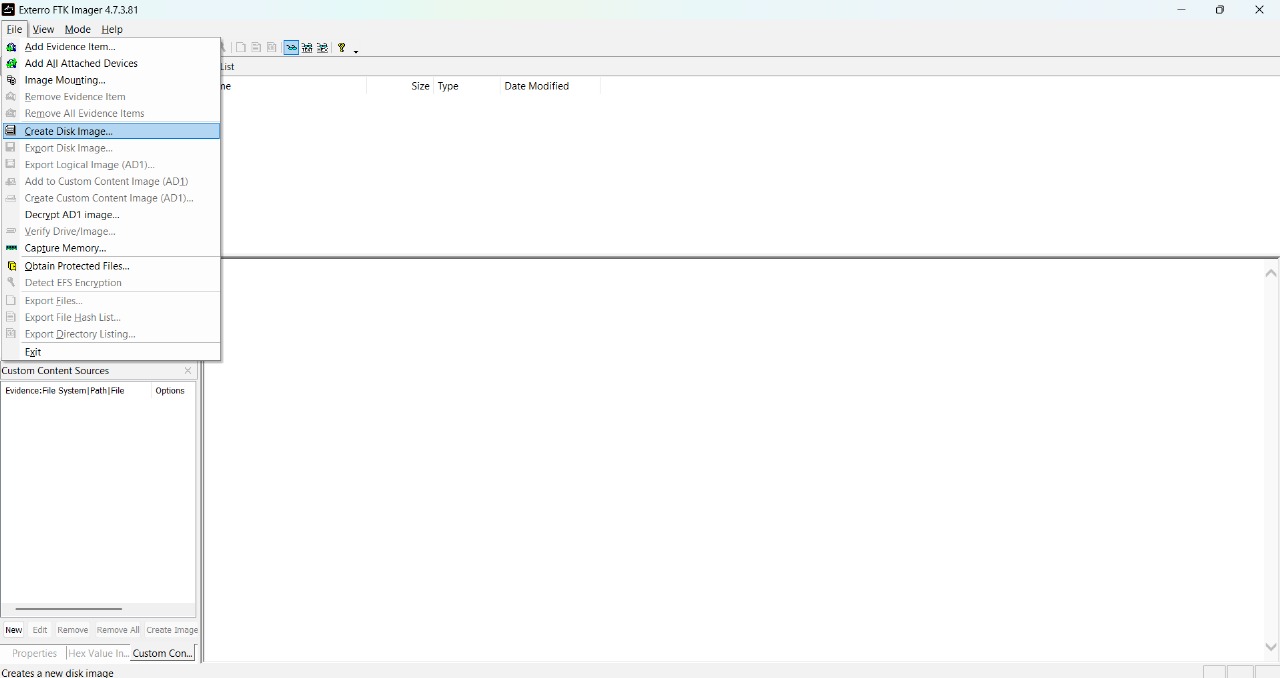 Exterro FTK Imager 4.7.3.81
File View Mode Help
Add Evidence Item...
Add All Attached Devices
Image Mounting...
Remove Evidence Item
Remove All Evidence Items
Create Disk Image...
Export Disk Image...
Export Logical Image (AD1)...
Add to Custom Content Image (AD1)
Create Custom Content Image (AD1)...
Decrypt AD1 image...
Verify Drive/Image...
Capture Memory...
Obtain Protected Files...
Detect EFS Encryption
Export Files...
Export File Hash List...
Export Directory Listing...
Exit
List
ne Size Type Date Modified
Custom Content Sources
Evidence:File System|Path|File Options
New Edit Remove Remove All Create Image
Properties Hex Value In... Custom Con...
Creates a new disk image